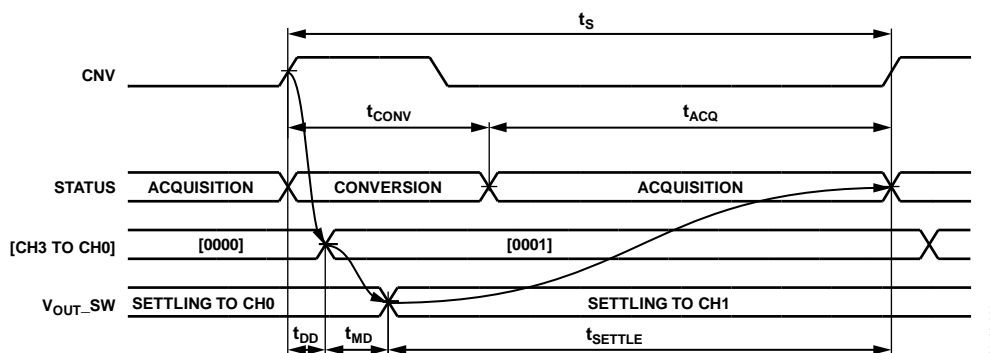 tS
CNV
tCONV
tACQ
STATUS
ACQUISITION
CONVERSION
ACQUISITION
[CH3 TO CH0]
[0000]
[0001]
VOUT_SW
SETTLING TO CH0
SETTLING TO CH1
tDD
tMD
tSETTLE